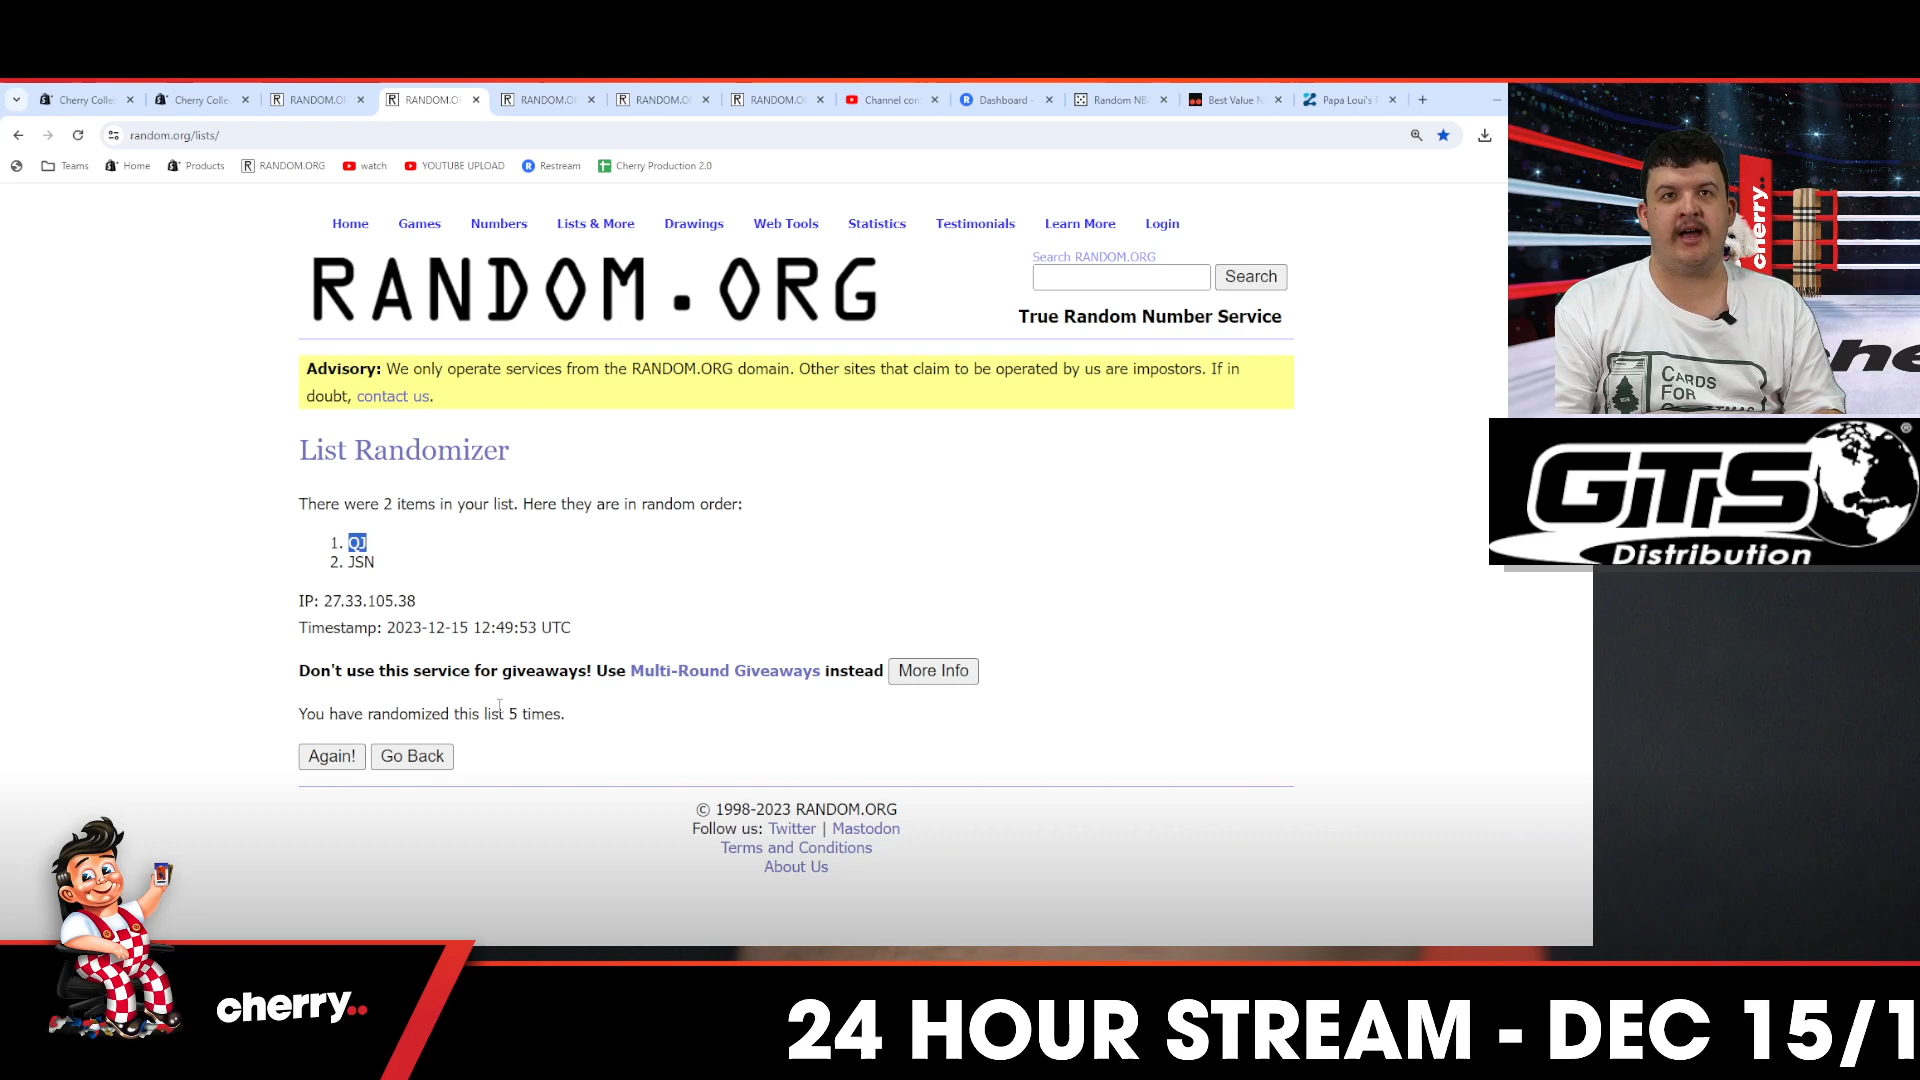 Cherry Colle
Cherry Colle
RANDOM.O
RANDOM.O
RANDOM.O
RANDOM.O
RANDOM.O
Channel con
Dashboard -
Random NB
Best Value N
Papa Loui's
random.org/lists/
Teams
Home
Products
RANDOM.ORG
watch
YOUTUBE UPLOAD
Restream
Cherry Production 2.0
Home Games Numbers Lists & More Drawings Web Tools Statistics Testimonials Learn More Login
RANDOM.ORG
Search RANDOM.ORG
Search
True Random Number Service
Advisory: We only operate services from the RANDOM.ORG domain. Other sites that claim to be operated by us are impostors. If in
doubt, contact us.
List Randomizer
There were 2 items in your list. Here they are in random order:
1. QJ
2. JSN
IP: 27.33.105.38
Timestamp: 2023-12-15 12:49:53 UTC
Don't use this service for giveaways! Use Multi-Round Giveaways instead More Info
You have randomized this list 5 times.
Again! Go Back
© 1998-2023 RANDOM.ORG
Follow us: Twitter | Mastodon
Terms and Conditions
About Us
cherry..
CARDS
FOR
GTS
Distribution
cherry..
24 HOUR STREAM - DEC 15/1